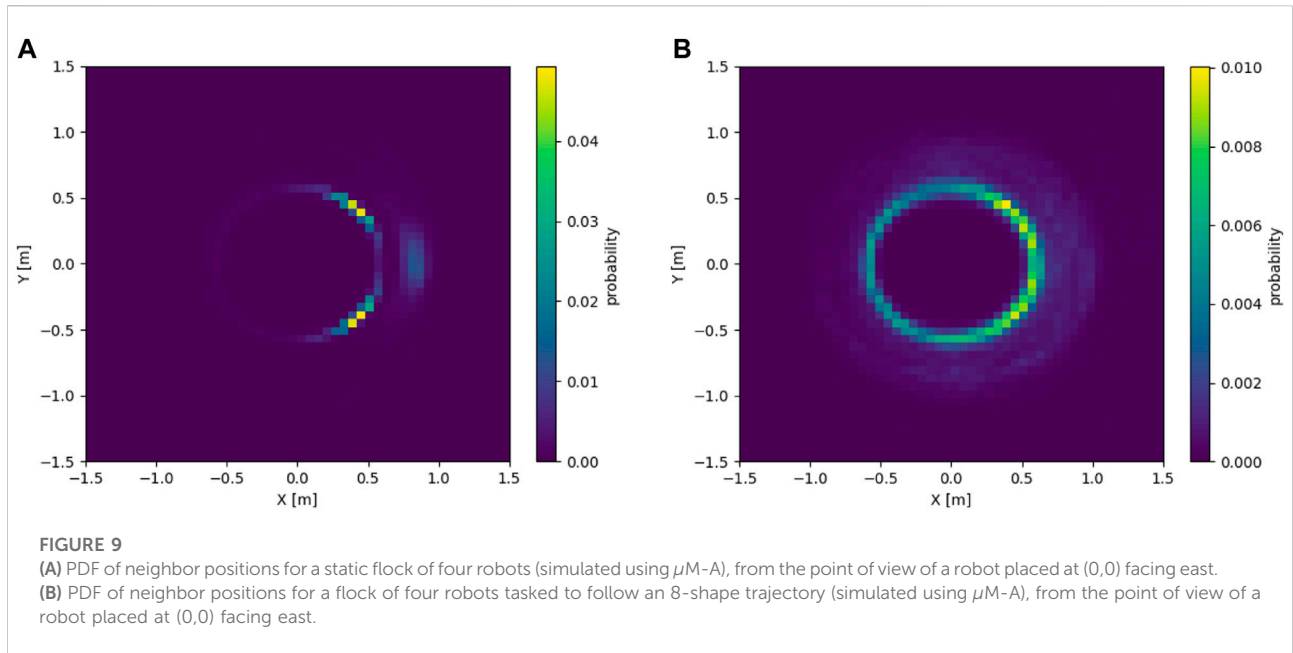 A
B
1.5
1.0
0.5
0.0
−0.5
−1.0
−1.5
Y [m]
−1.5 −1.0 −0.5 0.0 0.5 1.0 1.5
X [m]
0.04
0.03
0.02
0.01
0.00
probability
1.5
1.0
0.5
0.0
−0.5
−1.0
−1.5
Y [m]
−1.5 −1.0 −0.5 0.0 0.5 1.0 1.5
X [m]
0.010
0.008
0.006
0.004
0.002
0.000
probability
FIGURE 9
(A) PDF of neighbor positions for a static flock of four robots (simulated using μM-A), from the point of view of a robot placed at (0,0) facing east.
(B) PDF of neighbor positions for a flock of four robots tasked to follow an 8-shape trajectory (simulated using μM-A), from the point of view of a
robot placed at (0,0) facing east.